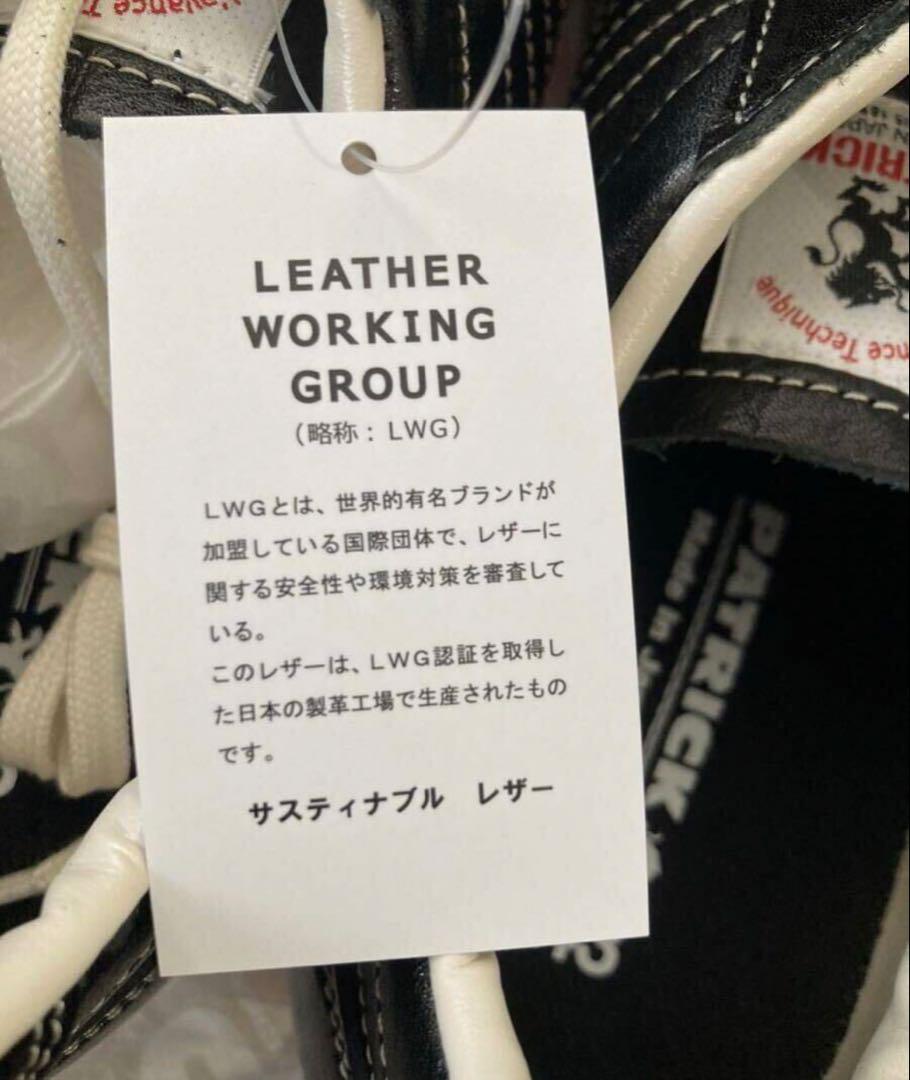 LEATHER
WORKING
GROUP
（略称：LWG）
LWGとは、世界的有名ブランドが
加盟している国際団体で、レザーに
関する安全性や環境対策を審査して
いる。
このレザーは、LWG認証を取得し
た日本の製革工場で生産されたもの
です。
サスティナブル　レザー
PATRICK
Made in
TRICK
nce Technique